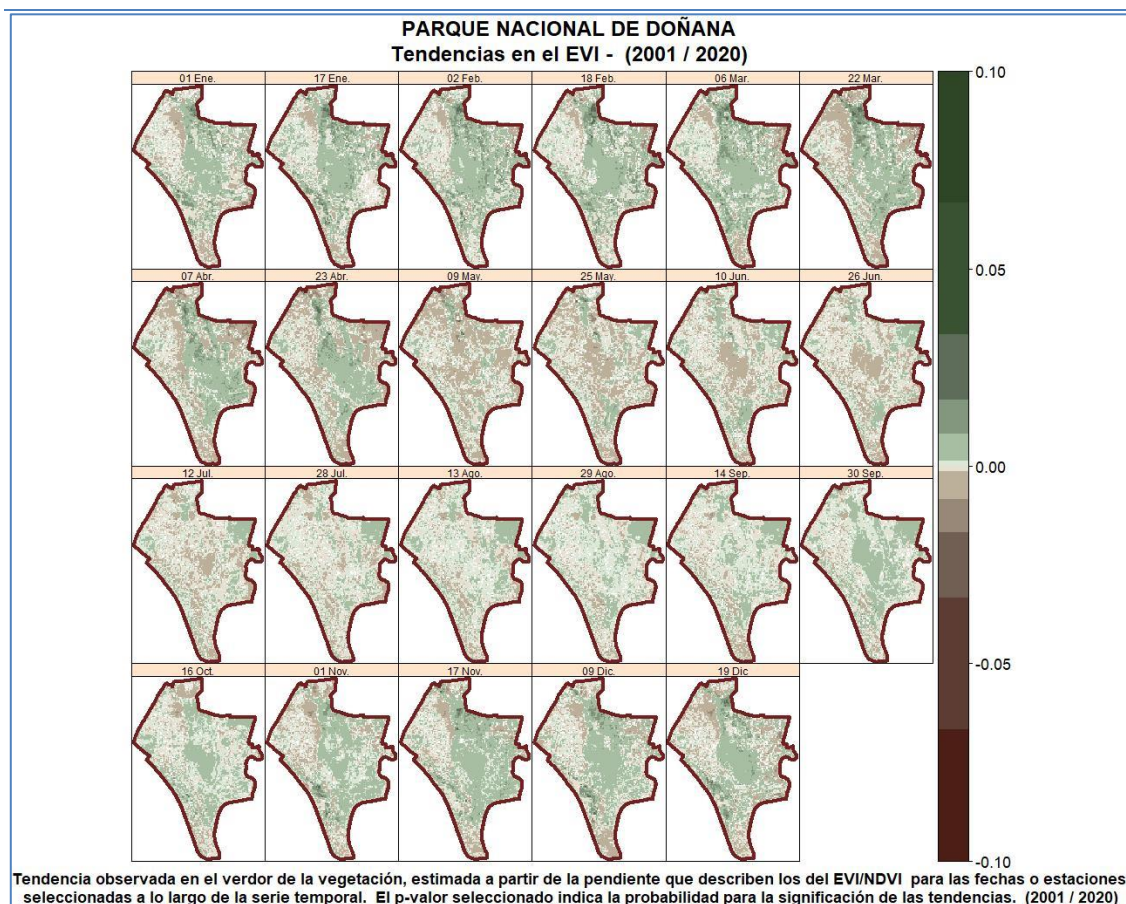 PARQUE NACIONAL DE DOÑANA
Tendencias en el EVI - (2001 / 2020)
01 Ene. 17 Ene. 02 Feb. 18 Feb. 06 Mar. 22 Mar.
07 Abr. 23 Abr. 09 May. 25 May. 10 Jun. 26 Jun.
12 Jul. 28 Jul. 13 Ago. 29 Ago. 14 Sep. 30 Sep.
16 Oct. 01 Nov. 17 Nov. 09 Dic. 19 Dic
0.10
0.05
0.00
-0.05
-0.10
Tendencia observada en el verdor de la vegetación, estimada a partir de la pendiente que describen los del EVI/NDVI para las fechas o estaciones
seleccionadas a lo largo de la serie temporal. El p-valor seleccionado indica la probabilidad para la significación de las tendencias. (2001 / 2020)